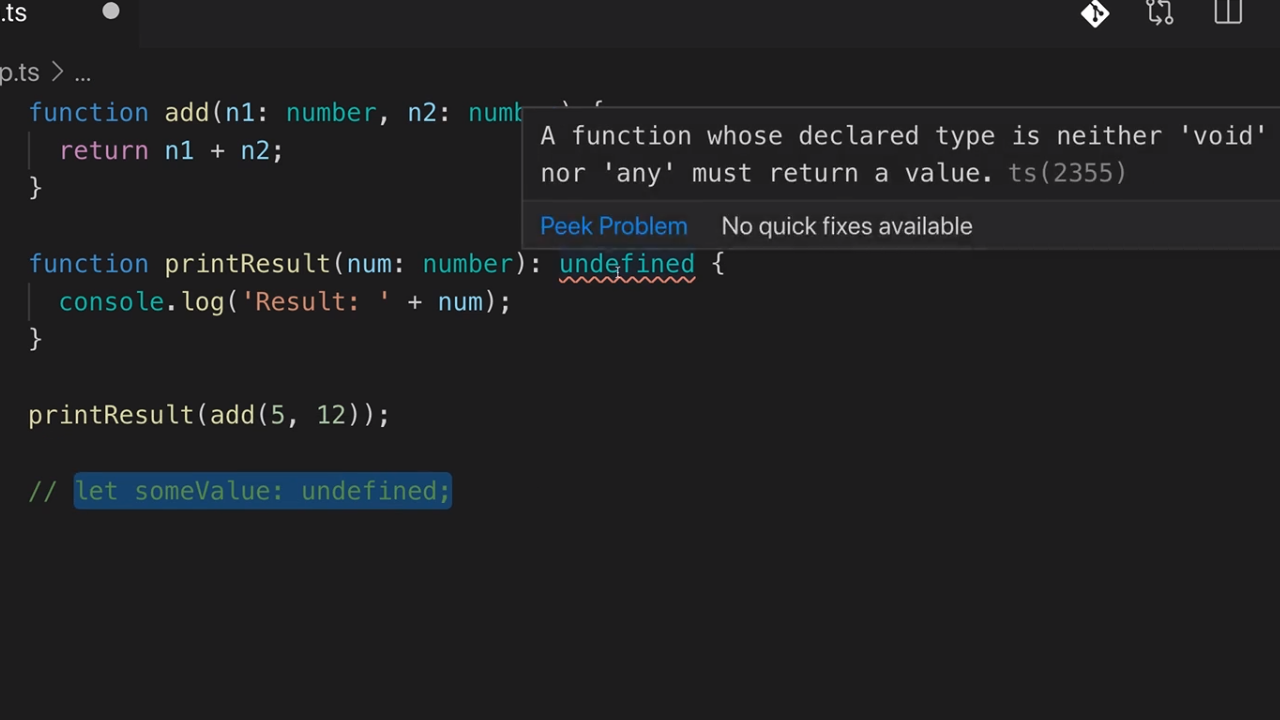 .ts
p.ts > ...
function add(n1: number, n2: numb
A function whose declared type is neither 'void'
nor 'any' must return a value. ts(2355)
return n1 + n2;
}
Peek Problem No quick fixes available
function printResult(num: number): undefined {
console.log('Result: ' + num);
}
printResult(add(5, 12));
// let someValue: undefined;